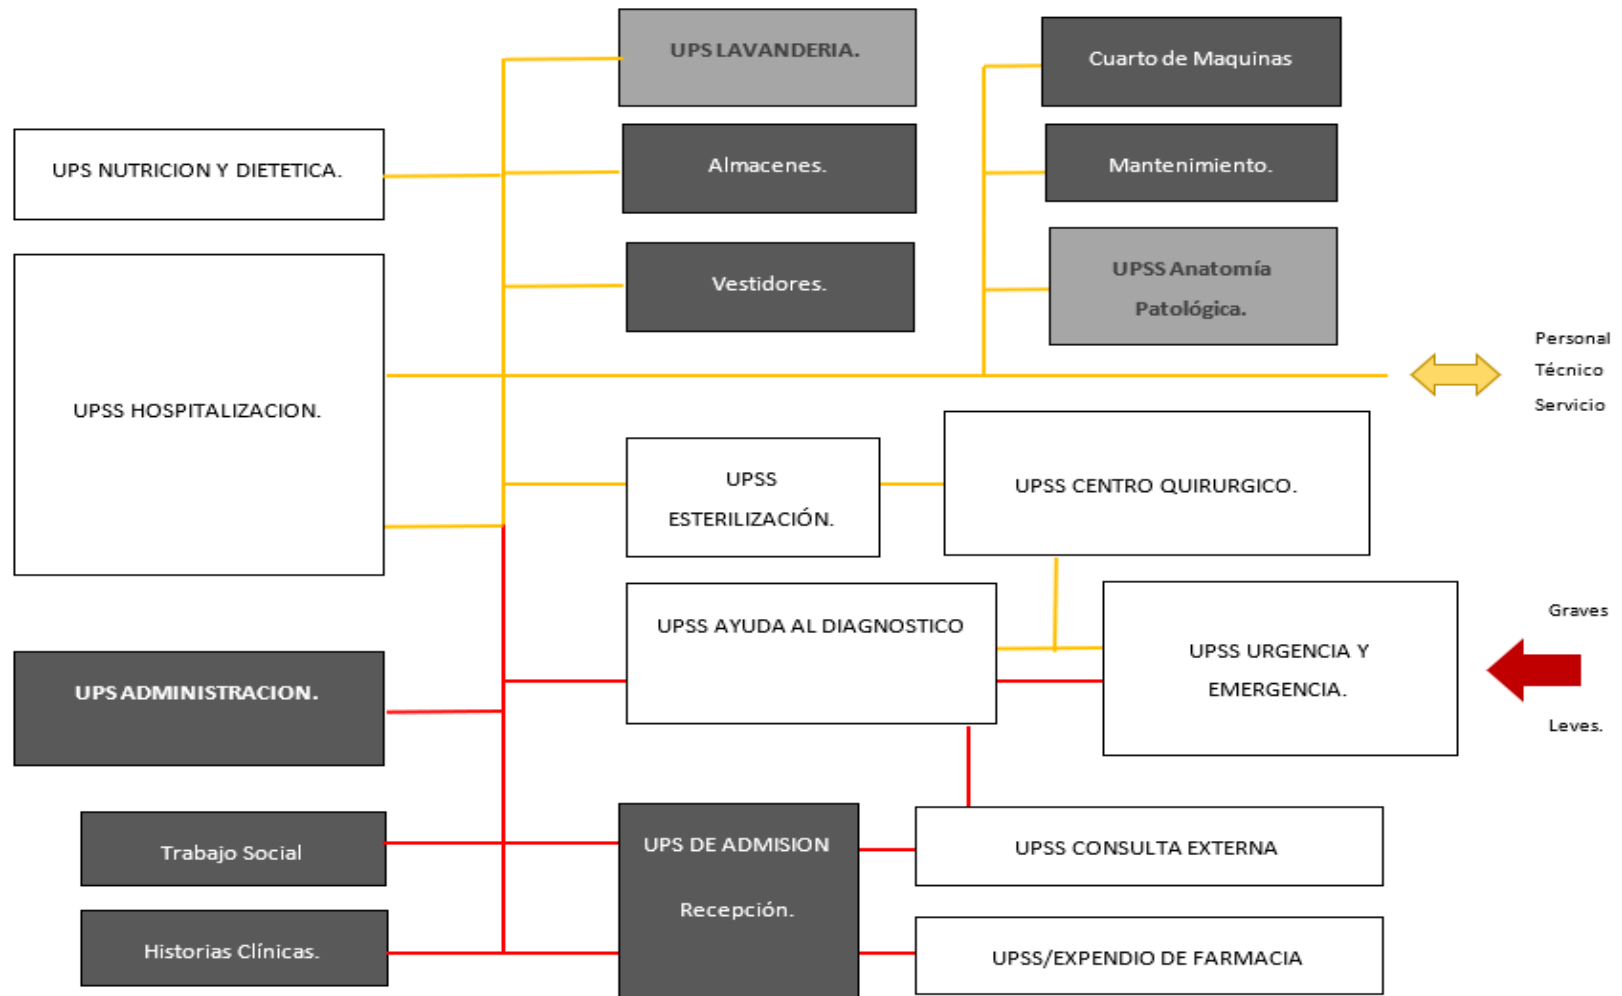 UPS LAVANDERIA.
Cuarto de Maquinas
UPS NUTRICION Y DIETETICA.
Almacenes.
Mantenimiento.
Vestidores.
UPSS Anatomía
Patológica.
Personal
Técnico
Servicio
UPSS HOSPITALIZACION.
UPSS
ESTERILIZACIÓN.
UPSS CENTRO QUIRURGICO.
UPSS AYUDA AL DIAGNOSTICO
UPSS URGENCIA Y
EMERGENCIA.
Graves
Leves.
UPS ADMINISTRACION.
Trabajo Social
UPS DE ADMISION
Recepción.
UPSS CONSULTA EXTERNA
Historias Clínicas.
UPSS/EXPENDIO DE FARMACIA